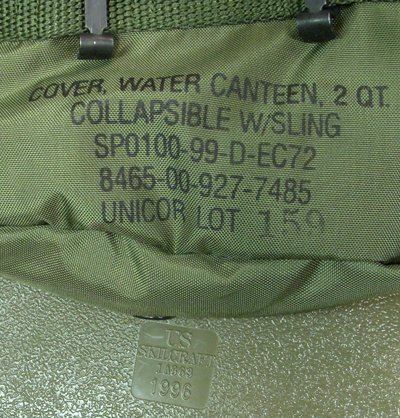 COVER, WATER CANTEEN, 2 QT.
COLLAPSIBLE W/SLING
SP0100-99-D-EC72
8465-00-927-7485
UNICOR LOT 159
US
SKILCRAFT
1996